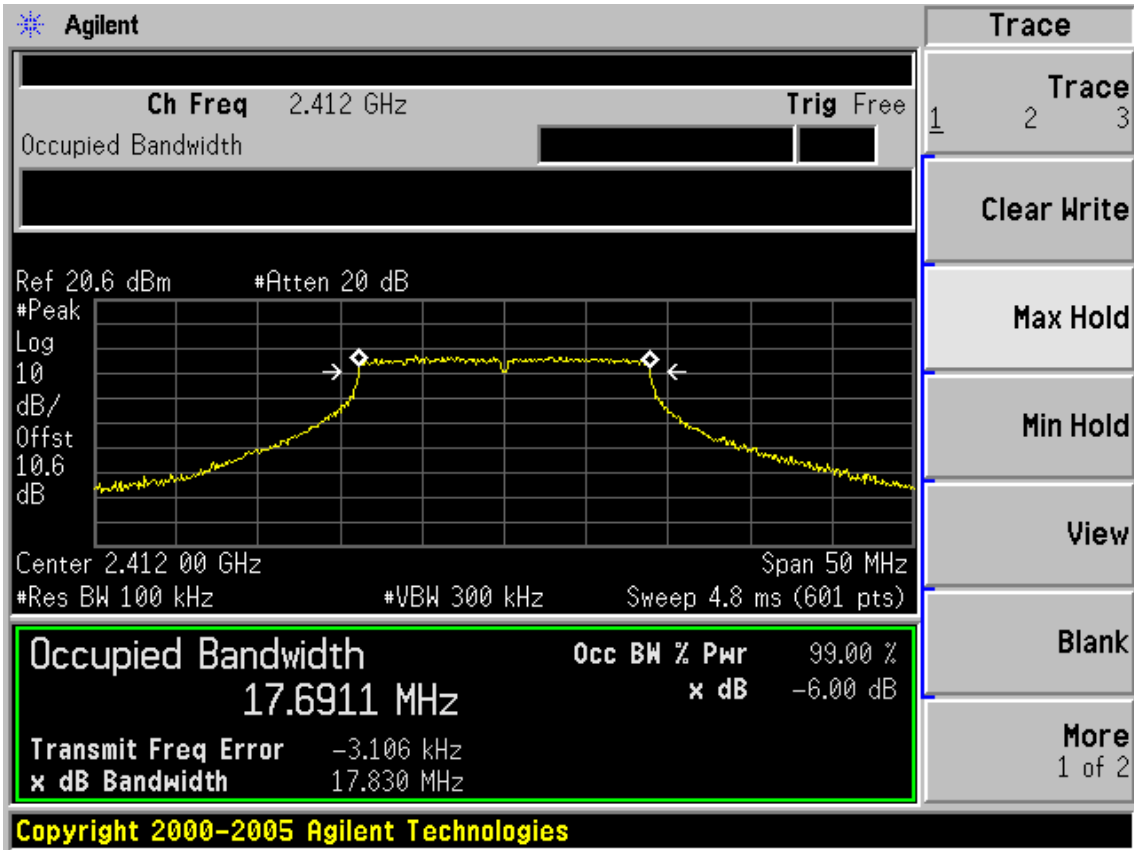 Agilent
Trace
Ch Freq 2.412 GHz Trig Free
Occupied Bandwidth
Trace
1 2 3
Clear Write
Max Hold
Min Hold
View
Blank
More
1 of 2
Ref 20.6 dBm #Atten 20 dB
#Peak
Log
10
dB/
Offst
10.6
dB
Center 2.412 00 GHz Span 50 MHz
#Res BW 100 kHz #VBW 300 kHz Sweep 4.8 ms (601 pts)
Occupied Bandwidth Occ BW % Pwr 99.00 %
17.6911 MHz x dB -6.00 dB
Transmit Freq Error -3.106 kHz
x dB Bandwidth 17.830 MHz
Copyright 2000-2005 Agilent Technologies